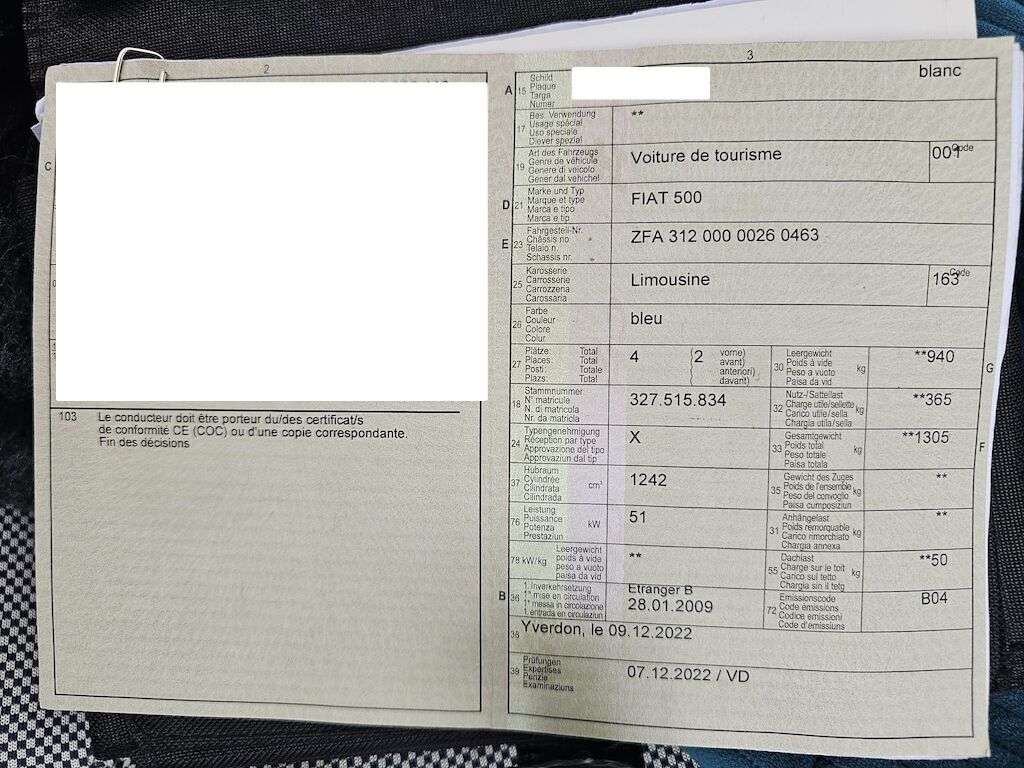 2
103 Le conducteur doit être porteur du/des certificat/s
de conformité CE (COC) ou d'une copie correspondante.
Fin des décisions
C
3
A 15 Schild
Plaque
Targa
Numer
blanc
17 Bes. Verwendung
Usage spécial
Uso speciale
Diever spezial
**
19 Art des Fahrzeugs
Genre de véhicule
Genere di veicolo
Gener dal vehichel
Voiture de tourisme
001 Code
D 21 Marke und Typ
Marque et type
Marca e tipo
Marca e tip
FIAT 500
E 23 Fahrgestell-Nr.
Châssis no
Telaio n.
Schassis nr.
ZFA 312 000 0026 0463
25 Karosserie
Carrosserie
Carrozzeria
Carossaria
Limousine
163 Code
26 Farbe
Couleur
Colore
Colur
bleu
27 Plätze: Total
Places: Total
Posti: Totale
Plazs: Total
4
(2 vorne)
avant)
anteriori)
davant)
30 Leergewicht
Poids à vide
Peso a vuoto
Paisa da vid
kg
**940
G
18 Stammnummer
N° matricule
N. di matricola
Nr. da matricla
327.515.834
32 Nutz-/Sattellast
Charge utile/sellette
Carico utile/sella
Chargia utila/sella
kg
**365
24 Typengenehmigung
Réception par type
Approvazione del tipo
Approvaziun dal tip
X
33 Gesamtgewicht
Poids total
Peso totale
Paisa totala
kg
**1305
F
37 Hubraum
Cylindrée
Cilindrata
Cilindrada
cm³
1242
35 Gewicht des Zuges
Poids de l'ensemble
Peso del convoglio
Paisa cumposiziun
kg
**
76 Leistung
Puissance
Potenza
Prestaziun
kW
51
31 Anhängelast
Poids remorquable
Carico rimorchiato
Chargia annexa
kg
**
78 kW/kg Leergewicht
poids à vide
peso a vuoto
paisa da vid
**
55 Dachlast
Charge sur le toit
Carico sul tetto
Chargia sin il tetg
kg
**50
B 36 1. Inverkehrsetzung
1re mise en circulation
1a messa in circolazione
1. entrada en circulaziun
Etranger B
28.01.2009
72 Emissionscode
Code émissions
Codice emissioni
Code d'emissiuns
B04
38 Yverdon, le 09.12.2022
39 Prüfungen
Expertises
Perizie
Examinaziuns
07.12.2022 / VD